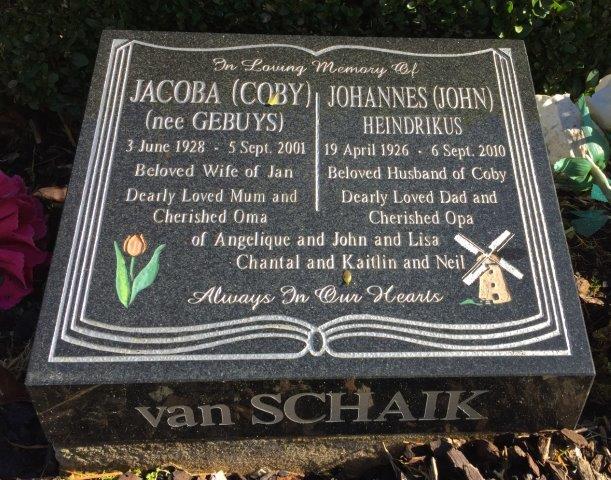 In Loving Memory Of
JACOBA (COBY)
(nee GEBUYS)
3 June 1928 - 5 Sept. 2001
Beloved Wife of Jan
Dearly Loved Mum and
Cherished Oma
JOHANNES (JOHN)
HEINDRIKUS
19 April 1926 - 6 Sept. 2010
Beloved Husband of Coby
Dearly Loved Dad and
Cherished Opa
of Angelique and John and Lisa
Chantal and Kaitlin and Neil
Always In Our Hearts
van SCHAIK